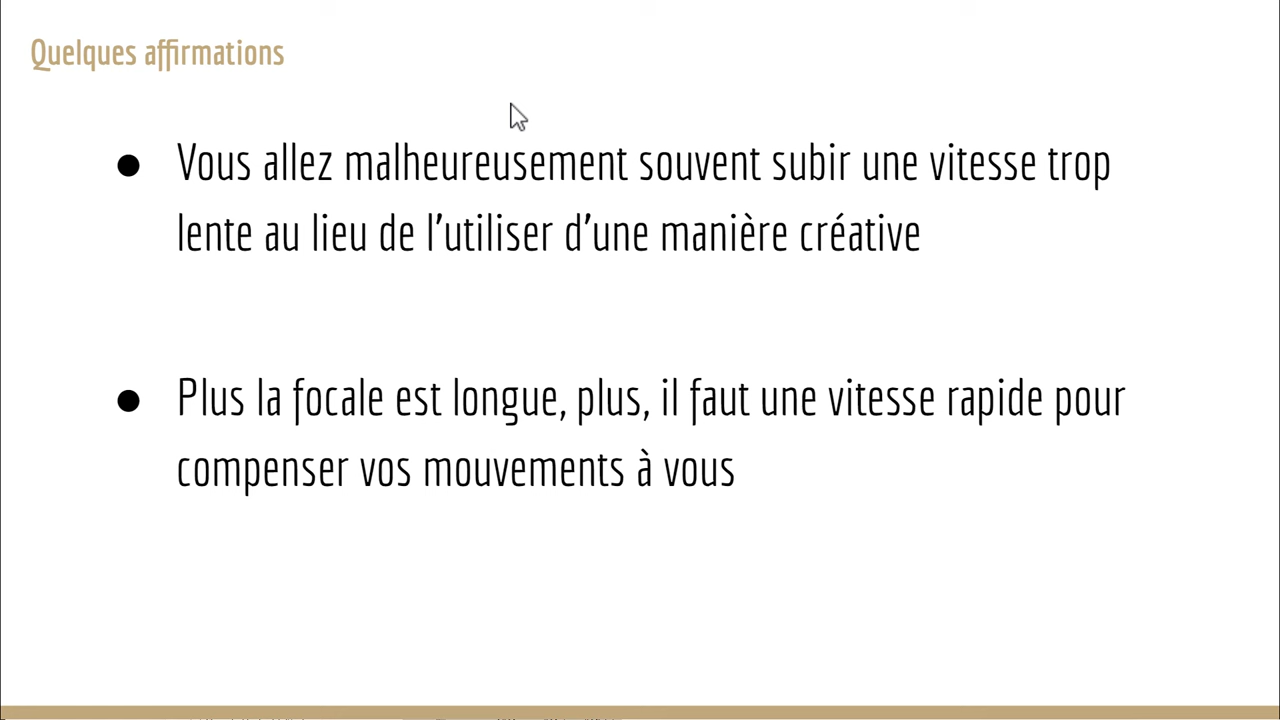 Quelques affirmations
● Vous allez malheureusement souvent subir une vitesse trop
lente au lieu de l’utiliser d’une manière créative
● Plus la focale est longue, plus, il faut une vitesse rapide pour
compenser vos mouvements à vous